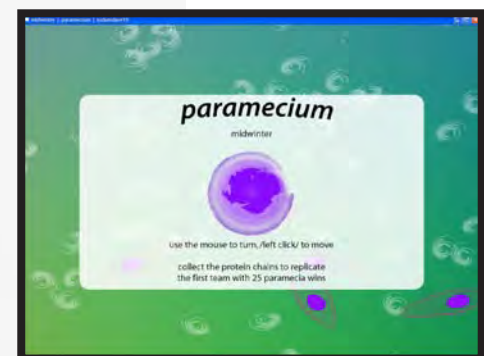 paramecium
midwinter
use the mouse to turn, /left click/ to move
collect the protein chains to replicate
the first team with 25 paramecia wins